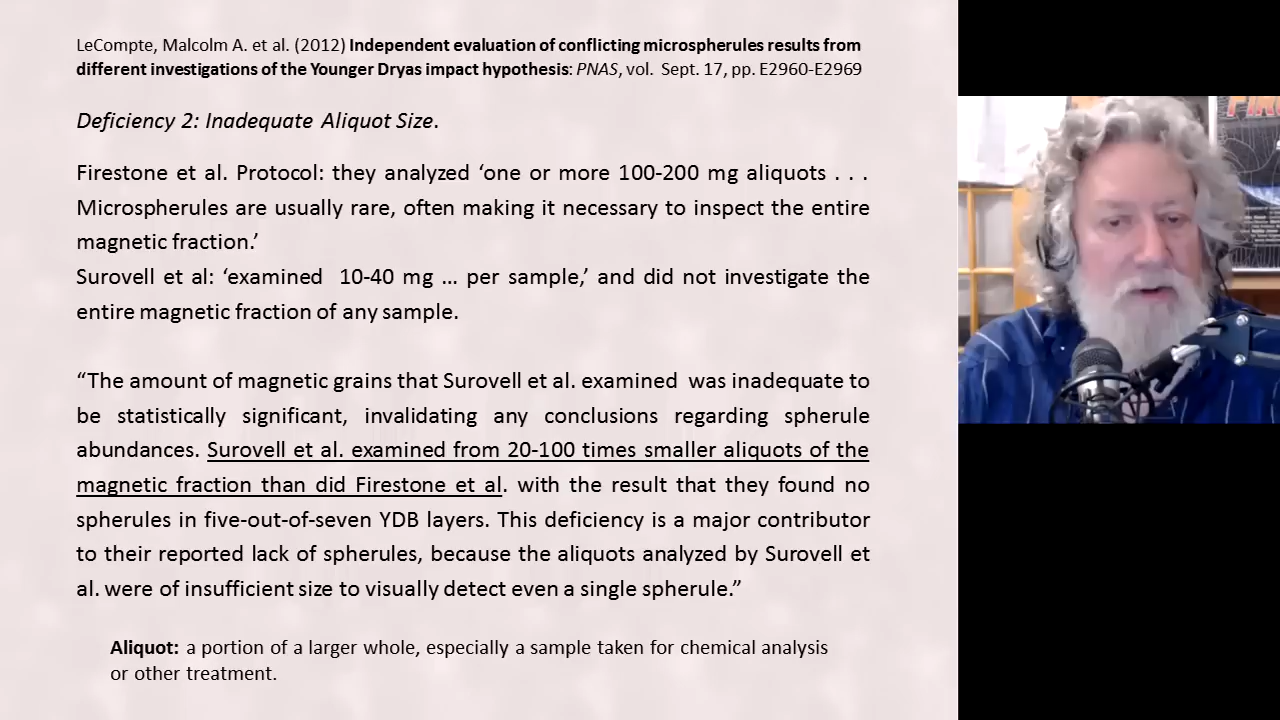 LeCompte, Malcolm A. et al. (2012) Independent evaluation of conflicting microspherules results from
different investigations of the Younger Dryas impact hypothesis: PNAS, vol. Sept. 17, pp. E2960-E2969
Deficiency 2: Inadequate Aliquot Size.
Firestone et al. Protocol: they analyzed ‘one or more 100-200 mg aliquots . . .
Microspherules are usually rare, often making it necessary to inspect the entire
magnetic fraction.’
Surovell et al: ‘examined 10-40 mg … per sample,’ and did not investigate the
entire magnetic fraction of any sample.
“The amount of magnetic grains that Surovell et al. examined was inadequate to
be statistically significant, invalidating any conclusions regarding spherule
abundances. Surovell et al. examined from 20-100 times smaller aliquots of the
magnetic fraction than did Firestone et al. with the result that they found no
spherules in five-out-of-seven YDB layers. This deficiency is a major contributor
to their reported lack of spherules, because the aliquots analyzed by Surovell et
al. were of insufficient size to visually detect even a single spherule.”
Aliquot: a portion of a larger whole, especially a sample taken for chemical analysis
or other treatment.